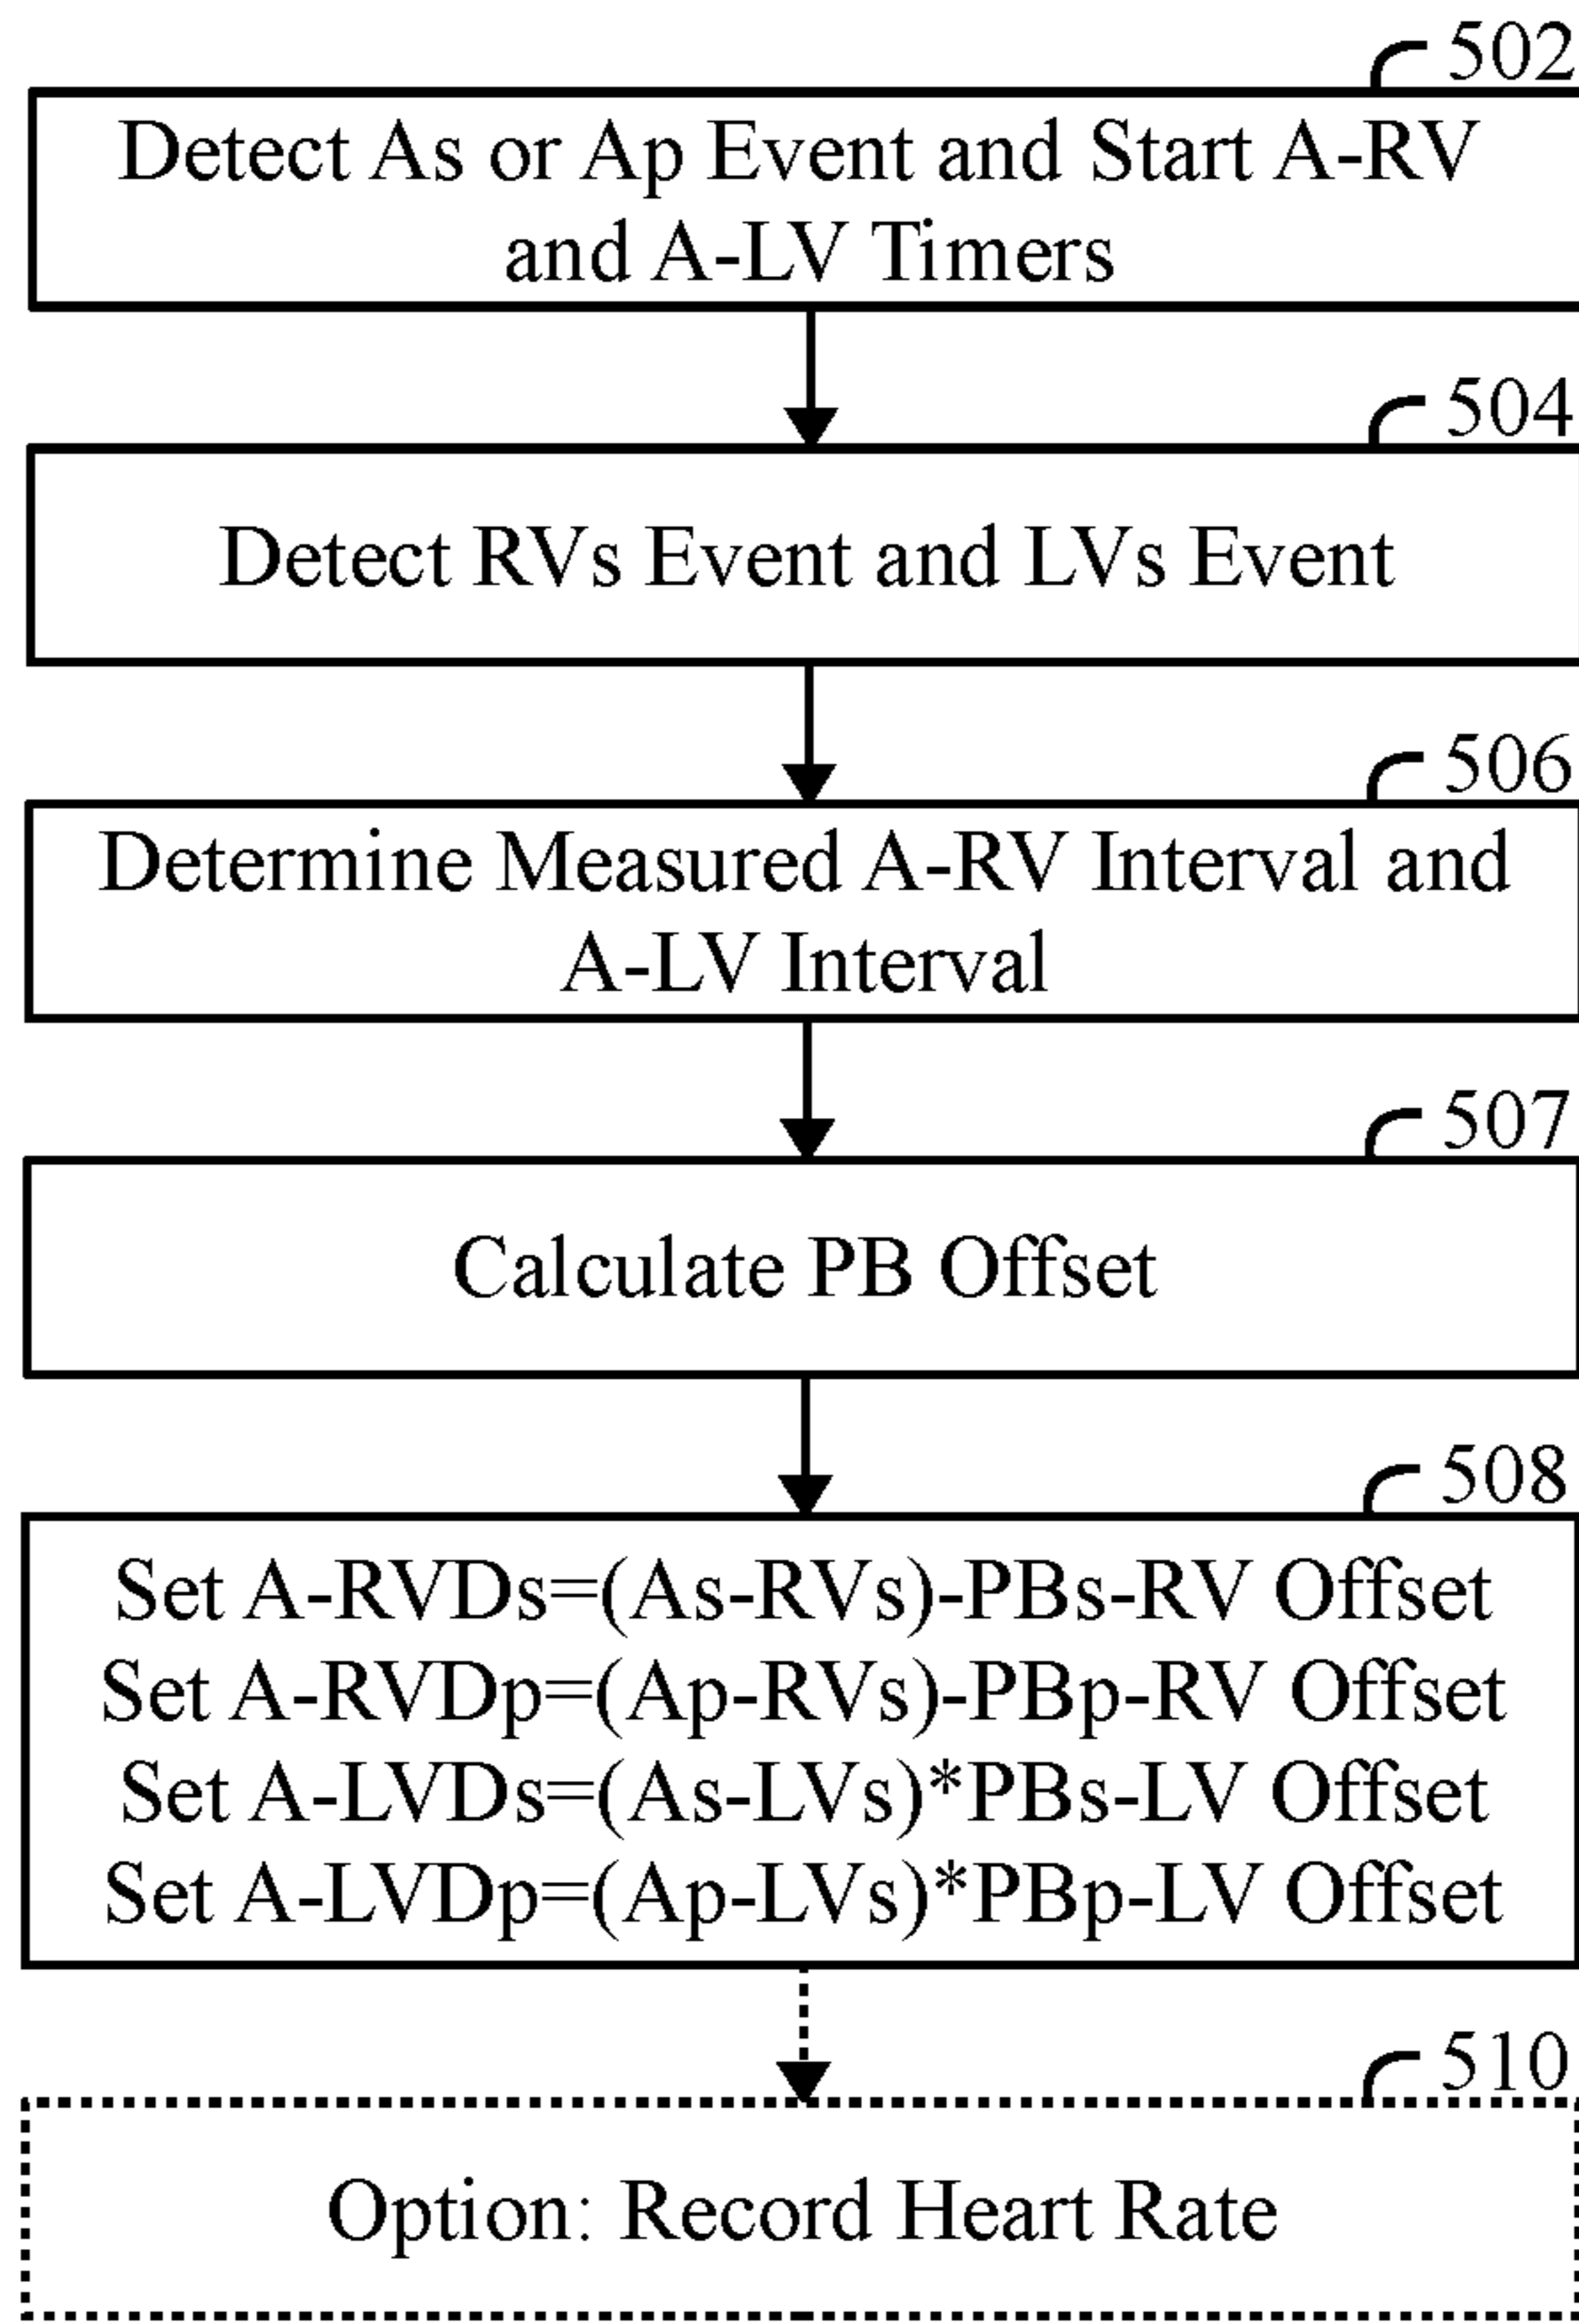 502
Detect As or Ap Event and Start A-RV
and A-LV Timers
504
Detect RVs Event and LVs Event
506
Determine Measured A-RV Interval and
A-LV Interval
507
Calculate PB Offset
508
Set A-RVDs=(As-RVs)-PBs-RV Offset
Set A-RVDp=(Ap-RVs)-PBp-RV Offset
Set A-LVDs=(As-LVs)*PBs-LV Offset
Set A-LVDp=(Ap-LVs)*PBp-LV Offset
510
Option: Record Heart Rate